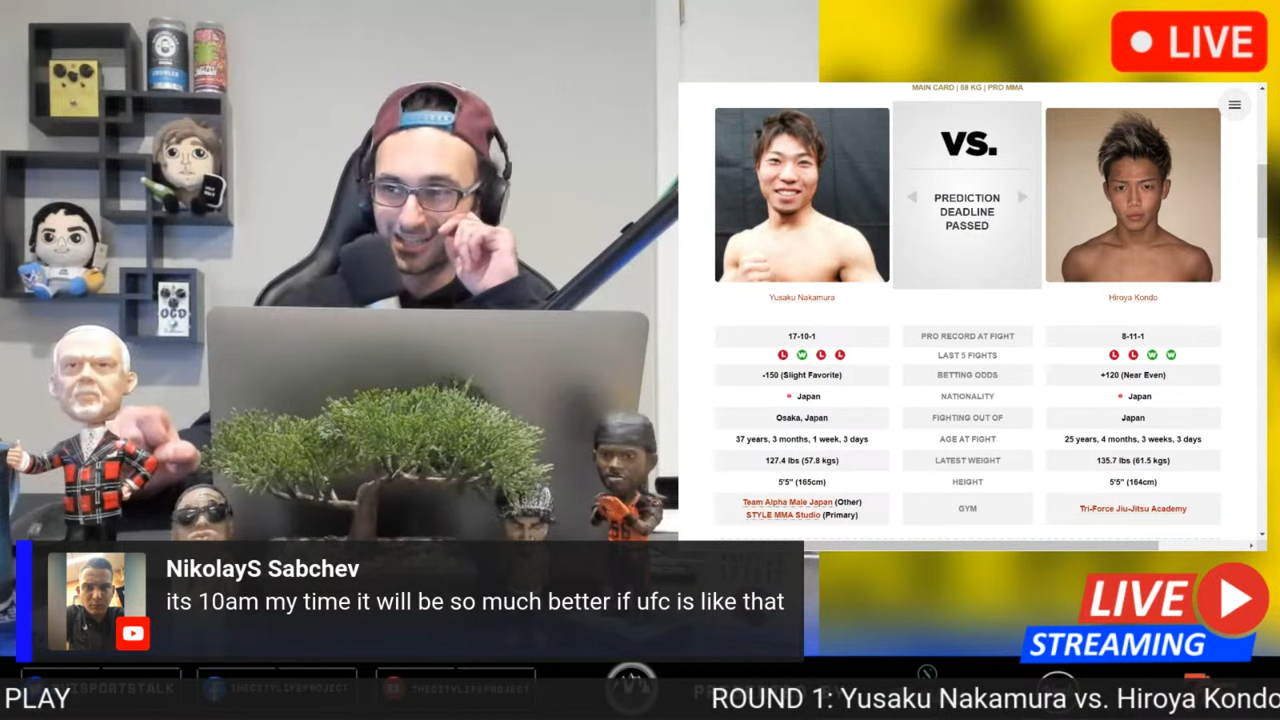 LIVE
MAIN CARD | 58 KG | PRO MMA
VS.
PREDICTION
DEADLINE
PASSED
Yusaku Nakamura
Hiroya Kondo
17-10-1 PRO RECORD AT FIGHT 8-11-1
L W L L LAST 5 FIGHTS L L W W
-150 (Slight Favorite) BETTING ODDS +120 (Near Even)
Japan NATIONALITY Japan
Osaka, Japan FIGHTING OUT OF Japan
37 years, 3 months, 1 week, 3 days AGE AT FIGHT 25 years, 4 months, 3 weeks, 3 days
127.4 lbs (57.8 kgs) LATEST WEIGHT 135.7 lbs (61.5 kgs)
5'5" (165cm) HEIGHT 5'5" (164cm)
Team Alpha Male Japan (Other)
STYLE MMA Studio (Primary) GYM Tri-Force Jiu-Jitsu Academy
OCD
NikolayS Sabchev
its 10am my time it will be so much better if ufc is like that
LIVE
STREAMING
THECITYLIFEPROJECT
THECITYLIFEPROJECT
PLAY ROUND 1: Yusaku Nakamura vs. Hiroya Kondo